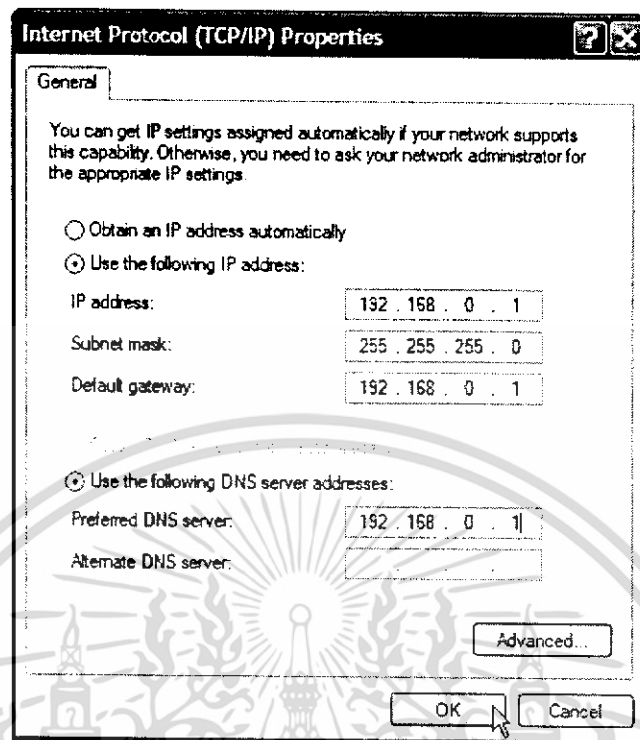 Internet Protocol (TCP/IP) Properties
General
You can get IP settings assigned automatically if your network supports
this capability. Otherwise, you need to ask your network administrator for
the appropriate IP settings.
Obtain an IP address automatically
Use the following IP address:
IP address: 192 . 168 . 0 . 1
Subnet mask: 255 . 255 . 255 . 0
Default gateway: 192 . 168 . 0 . 1
Use the following DNS server addresses:
Preferred DNS server: 192 . 168 . 0 . 1
Alternate DNS server: . . .
Advanced...
OK Cancel